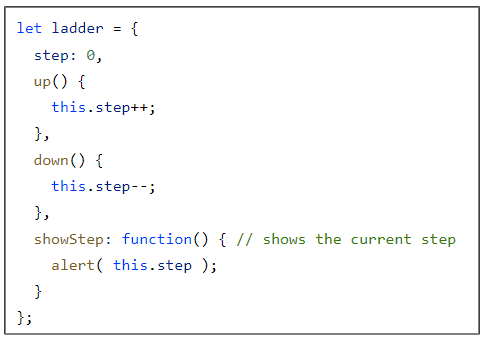 let ladder = {
  step: 0,
  up() {
    this.step++;
  },
  down() {
    this.step--;
  },
  showStep: function() { // shows the current step
    alert( this.step );
  }
};